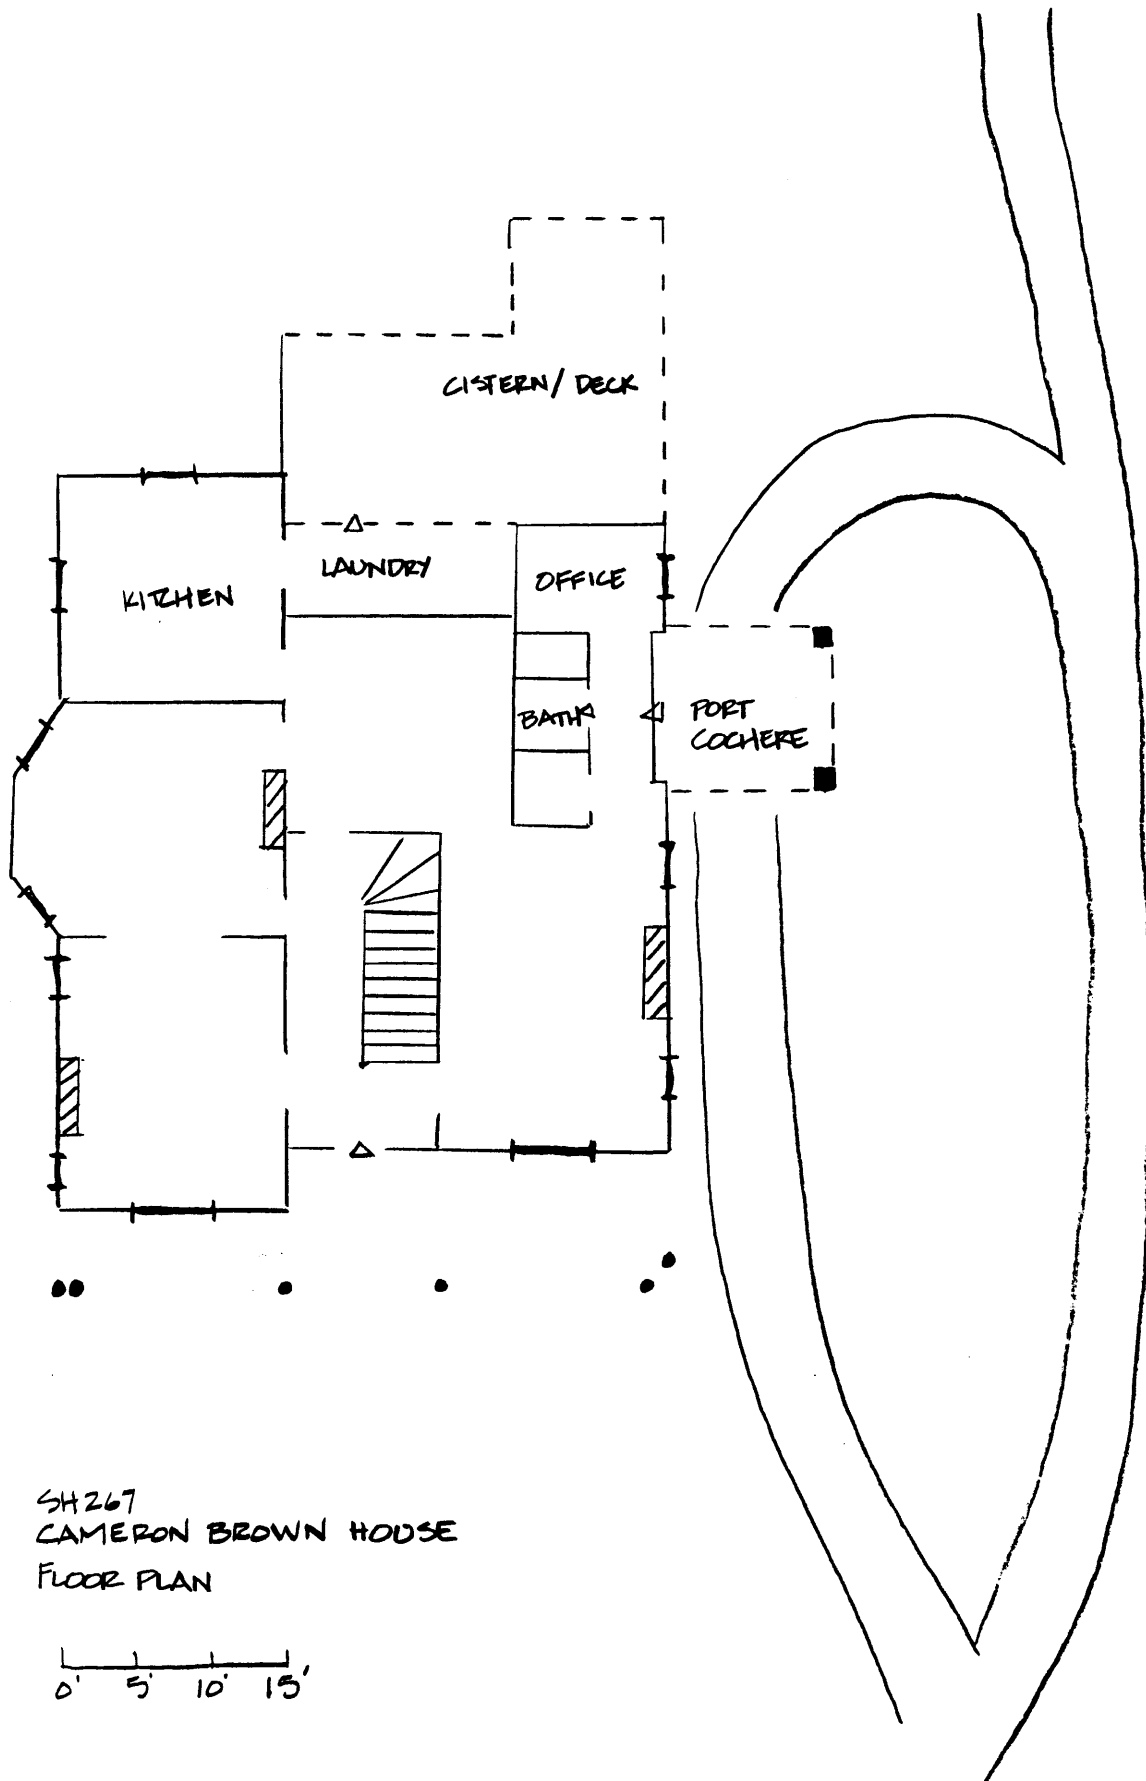 CISTERN/ DECK
LAUNDRY
OFFICE
KITCHEN
BATH
PORT
COCHERE
SH267
CAMERON BROWN HOUSE
FLOOR PLAN
0' 5' 10' 15'